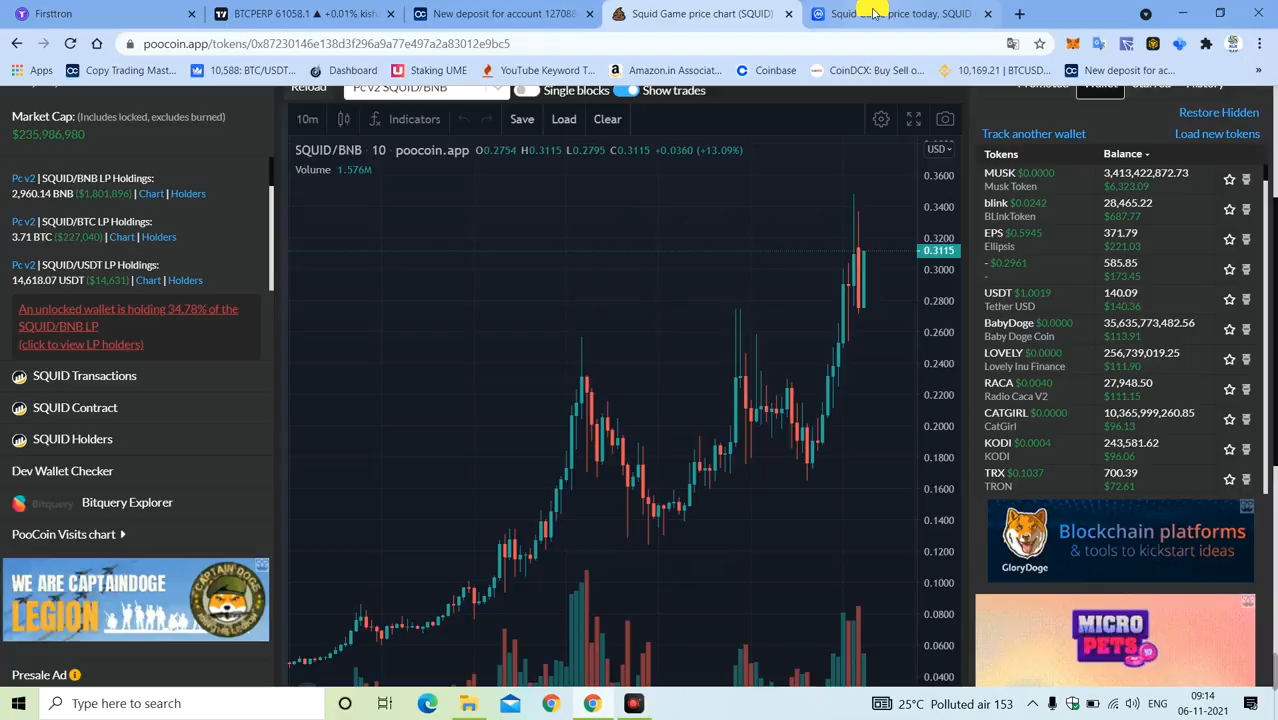 Firstrom
BTCPERP 61058.1 +0.01% kishn
New deposit for account 127088
Squid Game price chart (SQUID)
Squid price today, SQUID
poocoin.app/tokens/0x87230146e138d3f296a9a77e497a2a83012e9bc5
Apps
Copy Trading Mast...
10,588: BTC/USDT...
Dashboard
Staking UME
YouTube Keyword T...
Amazon.in Associat...
Coinbase
CoinDCX: Buy Sell o...
10,169.21 | BTCUSD...
New deposit for ac...
»
Reload
Pc v2 SQUID/BNB
Single blocks
Show trades
Wallet
History
Market Cap: (Includes locked, excludes burned)
$235,986,980
Pc v2 | SQUID/BNB LP Holdings:
2,960.14 BNB ($1,801,896) | Chart | Holders
Pc v2 | SQUID/BTC LP Holdings:
3.71 BTC ($227,040) | Chart | Holders
Pc v2 | SQUID/USDT LP Holdings:
14,618.07 USDT ($14,631) | Chart | Holders
An unlocked wallet is holding 34.78% of the
SQUID/BNB LP
(click to view LP holders)
SQUID Transactions
SQUID Contract
SQUID Holders
Dev Wallet Checker
Bitquery Bitquery Explorer
PooCoin Visits chart
WE ARE CAPTAINDOGE
LEGION
CAPTAIN DOGE
Presale Ad
10m
Indicators
Save
Load
Clear
SQUID/BNB • 10 • poocoin.app O0.2754 H0.3115 L0.2795 C0.3115 +0.0360 (+13.09%)
Volume 1.576M
USD
0.3600
0.3400
0.3200
0.3115
0.3000
0.2800
0.2600
0.2400
0.2200
0.2000
0.1800
0.1600
0.1400
0.1200
0.1000
0.0800
0.0600
0.0400
Restore Hidden
Track another wallet
Load new tokens
Tokens
Balance
MUSK $0.0000 3,413,422,872.73
Musk Token $6,323.09
blink $0.0242 28,465.22
BLinkToken $687.77
EPS $0.5945 371.79
Ellipsis $221.03
- $0.2961 585.85
- $173.45
USDT $1.0019 140.09
Tether USD $140.36
BabyDoge $0.0000 35,635,773,482.56
Baby Doge Coin $113.91
LOVELY $0.0000 256,739,019.25
Lovely Inu Finance $111.90
RACA $0.0040 27,948.50
Radio Caca V2 $111.15
CATGIRL $0.0000 10,365,999,260.85
CatGirl $96.13
KODI $0.0004 243,581.62
KODI $96.06
TRX $0.1037 700.39
TRON $72.61
Blockchain platforms
& tools to kickstart ideas
GloryDoge
MICRO
PETS
Type here to search
25°C Polluted air 153
ENG
09:14
06-11-2021